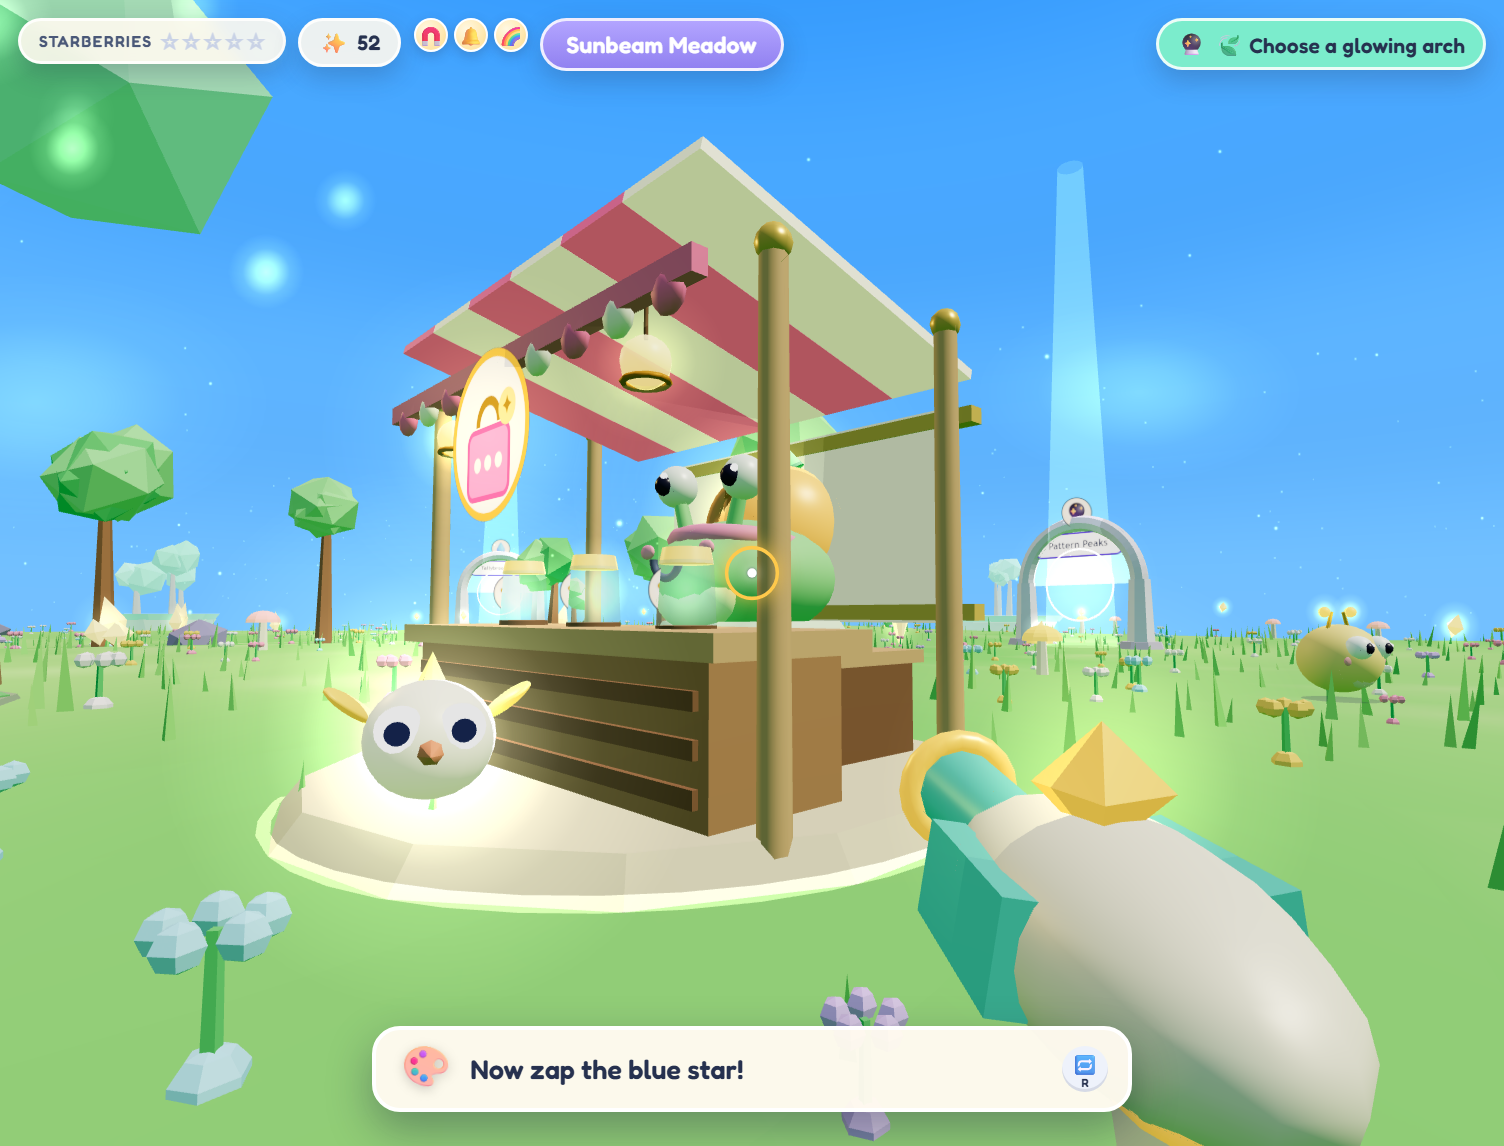 STARBERRIES
52
Sunbeam Meadow
Choose a glowing arch
Pattern Peaks
Now zap the blue star!
R